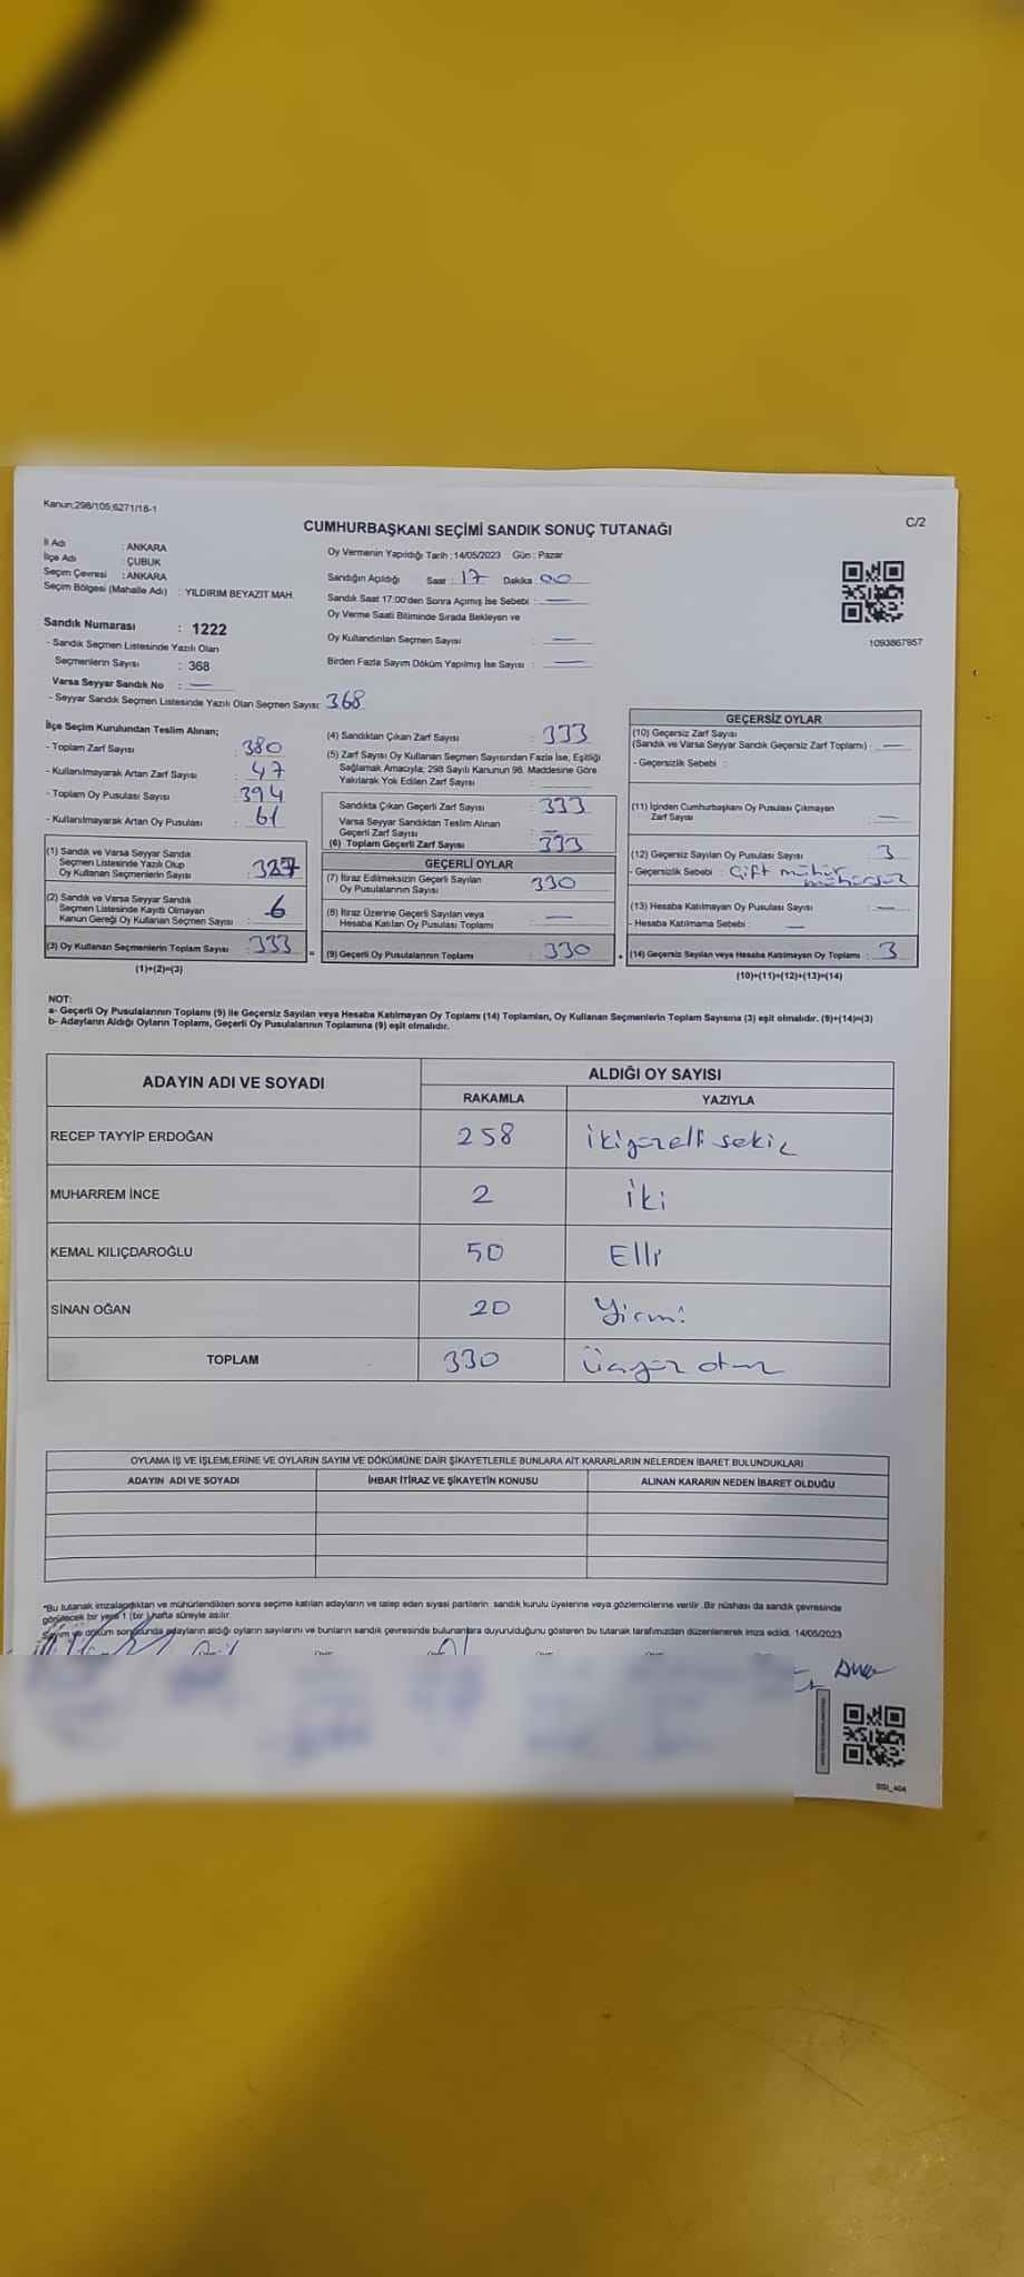 Kanun;298/105;6271/18-1
C/2
CUMHURBAŞKANI SEÇİMİ SANDIK SONUÇ TUTANAĞI
İl Adı : ANKARA
İlçe Adı : ÇUBUK
Seçim Çevresi : ANKARA
Seçim Bölgesi (Mahalle Adı) : YILDIRIM BEYAZIT MAH.
Oy Vermenin Yapıldığı Tarih : 14/05/2023 Gün : Pazar
Sandığın Açıldığı Saat : 17 Dakika : 00
Sandık Saat 17:00'den Sonra Açımış İse Sebebi : —
Oy Verme Saati Bitiminde Sırada Bekleyen ve
Oy Kullandırılan Seçmen Sayısı : —
Birden Fazla Sayım Döküm Yapılmış İse Sayısı : —
1093867957
Sandık Numarası : 1222
- Sandık Seçmen Listesinde Yazılı Olan
Seçmenlerin Sayısı : 368
Varsa Seyyar Sandık No : —
- Seyyar Sandık Seçmen Listesinde Yazılı Olan Seçmen Sayısı: 368
İlçe Seçim Kurulundan Teslim Alınan;
- Toplam Zarf Sayısı : 380
- Kullanılmayarak Artan Zarf Sayısı : 47
- Toplam Oy Pusulası Sayısı : 394
- Kullanılmayarak Artan Oy Pusulası : 61
(1) Sandık ve Varsa Seyyar Sandık
Seçmen Listesinde Yazılı Olup
Oy Kullanan Seçmenlerin Sayısı : 327
(2) Sandık ve Varsa Seyyar Sandık
Seçmen Listesinde Kayıtlı Olmayan
Kanun Gereği Oy Kullanan Seçmen Sayısı : 6
(3) Oy Kullanan Seçmenlerin Toplam Sayısı : 333
(1)+(2)=(3)
(4) Sandıktan Çıkan Zarf Sayısı : 333
(5) Zarf Sayısı Oy Kullanan Seçmen Sayısından Fazla İse, Eşitliği
Sağlamak Amacıyla; 298 Sayılı Kanunun 98. Maddesine Göre
Yakılarak Yok Edilen Zarf Sayısı :
Sandıkta Çıkan Geçerli Zarf Sayısı : 333
Varsa Seyyar Sandıktan Teslim Alınan
Geçerli Zarf Sayısı : —
(6) Toplam Geçerli Zarf Sayısı : 333
GEÇERLİ OYLAR
(7) İtiraz Edilmeksizin Geçerli Sayılan
Oy Pusulalarının Sayısı : 330
(8) İtiraz Üzerine Geçerli Sayılan veya
Hesaba Katılan Oy Pusulası Toplamı : —
(9) Geçerli Oy Pusulalarının Toplamı : 330
GEÇERSİZ OYLAR
(10) Geçersiz Zarf Sayısı
(Sandık ve Varsa Seyyar Sandık Geçersiz Zarf Toplamı) : —
- Geçersizlik Sebebi :
(11) İçinden Cumhurbaşkanı Oy Pusulası Çıkmayan
Zarf Sayısı : —
(12) Geçersiz Sayılan Oy Pusulası Sayısı : 3
- Geçersizlik Sebebi : Çift mühür
(13) Hesaba Katılmayan Oy Pusulası Sayısı : —
- Hesaba Katılmama Sebebi : —
(14) Geçersiz Sayılan veya Hesaba Katılmayan Oy Toplamı : 3
(10)+(11)+(12)+(13)=(14)
NOT:
a- Geçerli Oy Pusulalarının Toplamı (9) ile Geçersiz Sayılan veya Hesaba Katılmayan Oy Toplamı (14) Toplamları, Oy Kullanan Seçmenlerin Toplam Sayısına (3) eşit olmalıdır. (9)+(14)=(3)
b- Adayların Aldığı Oyların Toplamı, Geçerli Oy Pusulalarının Toplamına (9) eşit olmalıdır.
ADAYIN ADI VE SOYADI ALDIĞI OY SAYISI
RAKAMLA YAZIYLA
RECEP TAYYİP ERDOĞAN 258 ikiyüzelli sekiz
MUHARREM İNCE 2 iki
KEMAL KILIÇDAROĞLU 50 Elli
SİNAN OĞAN 20 Yirmi
TOPLAM 330 üçyüz otuz
OYLAMA İŞ VE İŞLEMLERİNE VE OYLARIN SAYIM VE DÖKÜMÜNE DAİR ŞİKAYETLERLE BUNLARA AİT KARARLARIN NELERDEN İBARET BULUNDUKLARI
ADAYIN ADI VE SOYADI İHBAR İTİRAZ VE ŞİKAYETİN KONUSU ALINAN KARARIN NEDEN İBARET OLDUĞU
*Bu tutanak imzalandıktan ve mühürlendikten sonra seçime katılan adayların ve talep eden siyasi partilerin sandık kurulu üyelerine veya gözlemcilerine verilir. Bir nüshası da sandık çevresinde
görülecek bir yere 1 (bir ) hafta süreyle asılır.
Sayım ve döküm sonucunda adayların aldığı oyların sayılarını ve bunların sandık çevresinde bulunanlara duyurulduğunu gösteren bu tutanak tarafımızdan düzenlenerek imza edildi. 14/05/2023